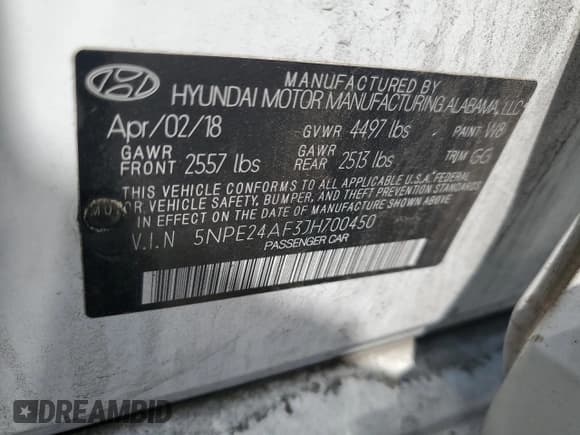 MANUFACTURED BY
HYUNDAI MOTOR MANUFACTURING ALABAMA, LLC
Apr/02/18 GVWR 4497 lbs PAINT W8
GAWR FRONT 2557 lbs GAWR REAR 2513 lbs TRIM GG
THIS VEHICLE CONFORMS TO ALL APPLICABLE U.S.A. FEDERAL
MOTOR VEHICLE SAFETY, BUMPER, AND THEFT PREVENTION STANDARDS
IN EFFECT ON THE DATE OF MANUFACTURE SHOWN ABOVE.
V.I.N 5NPE24AF3JH700450
PASSENGER CAR
DREAMBID